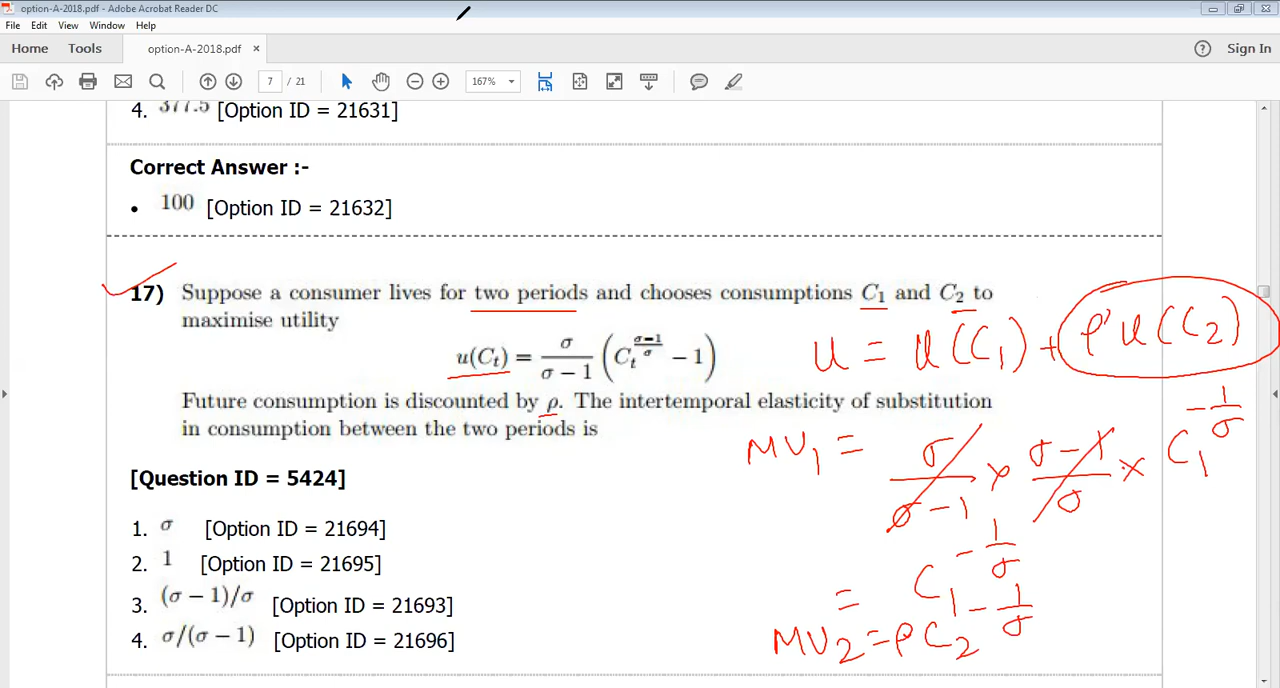 option-A-2018.pdf - Adobe Acrobat Reader DC
File Edit View Window Help
Home Tools option-A-2018.pdf × Sign In
7 / 21 167%
4. 377.5 [Option ID = 21631]
Correct Answer :-
• 100 [Option ID = 21632]
17) Suppose a consumer lives for two periods and chooses consumptions C₁ and C₂ to
maximise utility
u(Cₜ) = σ/(σ−1) (Cₜ^((σ−1)/σ) − 1)
Future consumption is discounted by ρ. The intertemporal elasticity of substitution
in consumption between the two periods is
[Question ID = 5424]
1. σ [Option ID = 21694]
2. 1 [Option ID = 21695]
3. (σ − 1)/σ [Option ID = 21693]
4. σ/(σ − 1) [Option ID = 21696]
U = U(C₁) + ρU(C₂)
MU₁ = σ/(σ−1) × (σ−1)/σ × C₁^(−1/σ)
= C₁^(−1/σ)
MU₂ = ρC₂^(−1/σ)